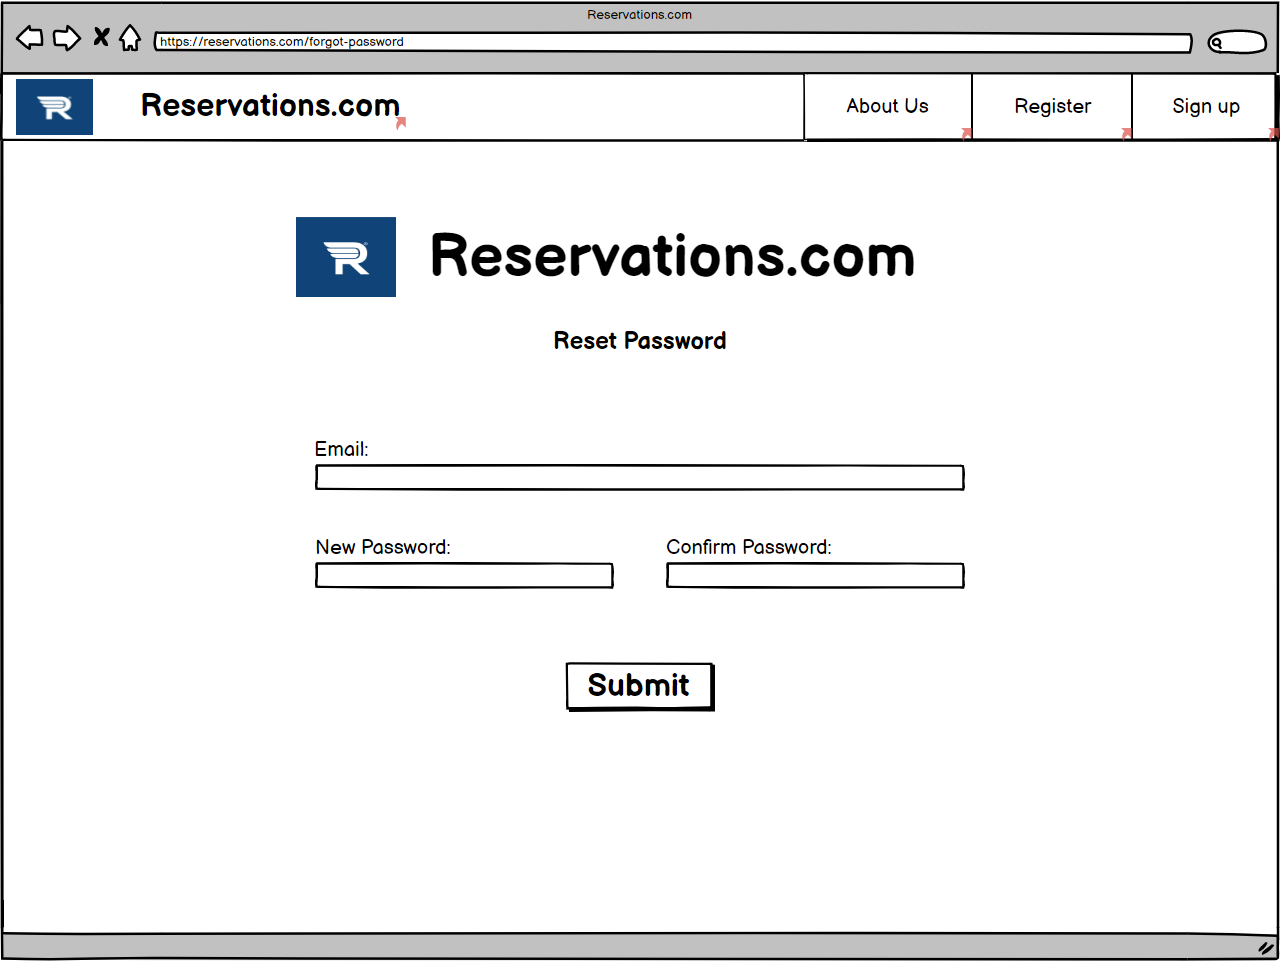 Reservations.com
https://reservations.com/forgot-password
R Reservations.com About Us Register Sign up
R Reservations.com
Reset Password
Email:
New Password: Confirm Password:
Submit